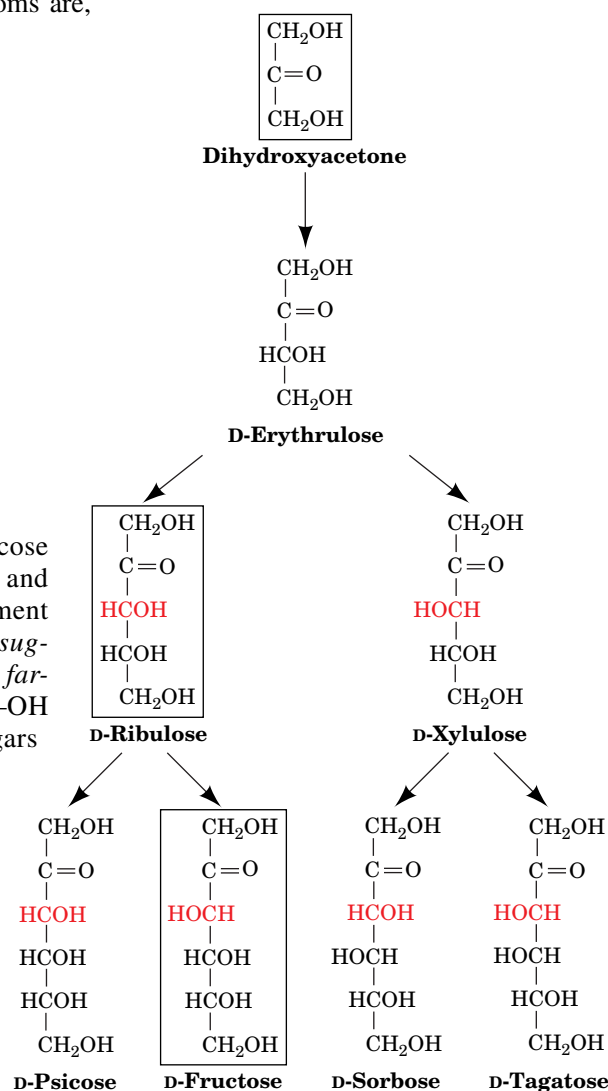 oms are,
CH₂OH
C=O
CH₂OH
Dihydroxyacetone
CH₂OH
C=O
HCOH
CH₂OH
D-Erythrulose
cose
and
ment
sug-
far-
-OH
gars
CH₂OH
C=O
HCOH
HCOH
CH₂OH
D-Ribulose
CH₂OH
C=O
HOCH
HCOH
CH₂OH
D-Xylulose
CH₂OH
C=O
HCOH
HCOH
HCOH
CH₂OH
D-Psicose
CH₂OH
C=O
HOCH
HCOH
HCOH
CH₂OH
D-Fructose
CH₂OH
C=O
HCOH
HOCH
HCOH
CH₂OH
D-Sorbose
CH₂OH
C=O
HOCH
HOCH
HCOH
CH₂OH
D-Tagatose